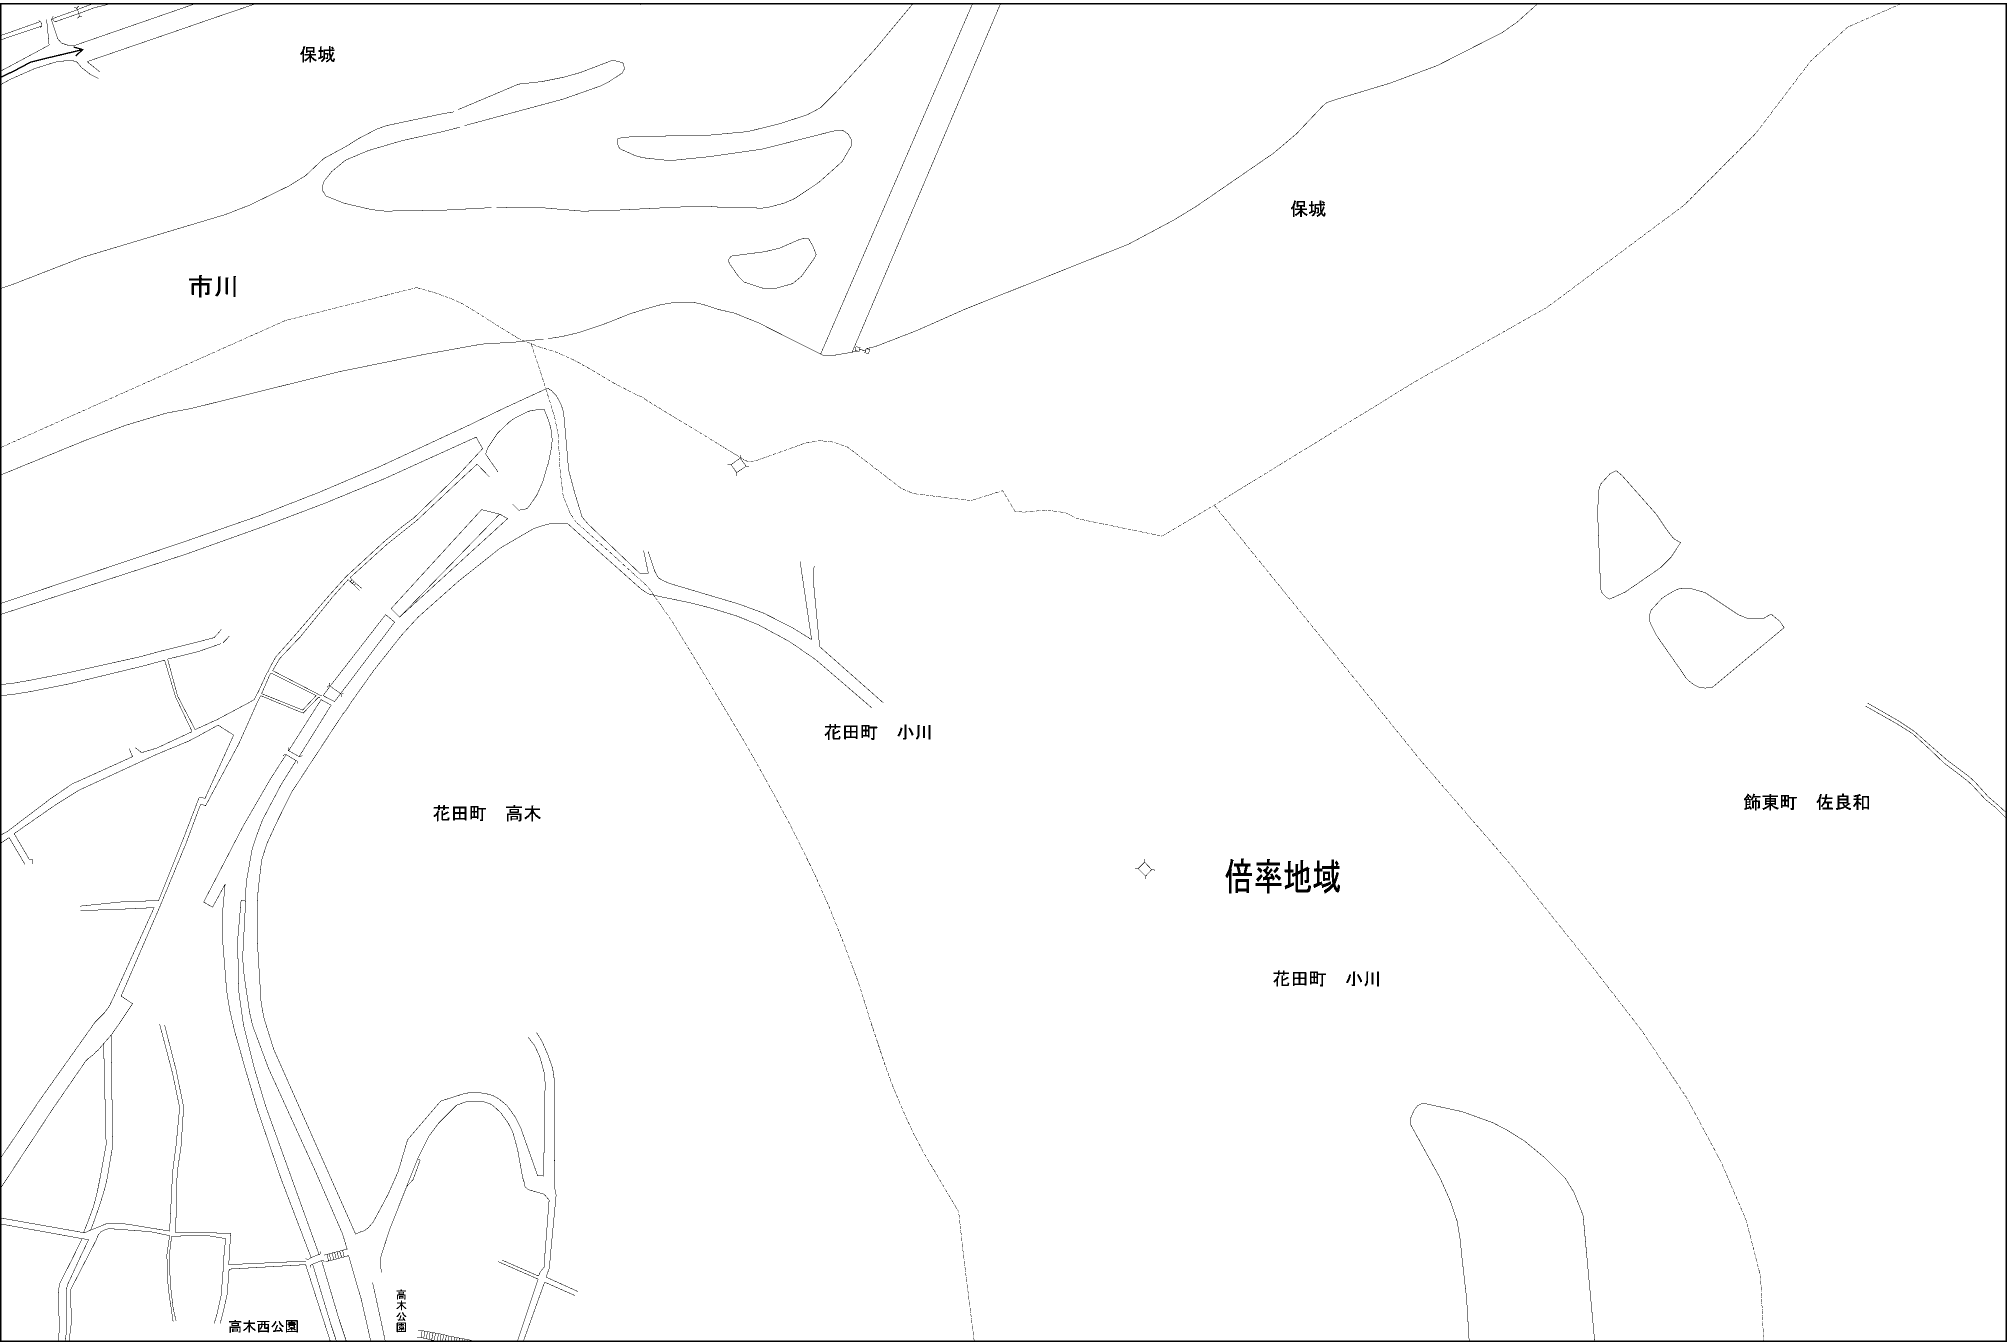 保城
保城
市川
花田町　小川
飾東町　佐良和
花田町　高木
倍率地域
花田町　小川
高木公園
高木西公園